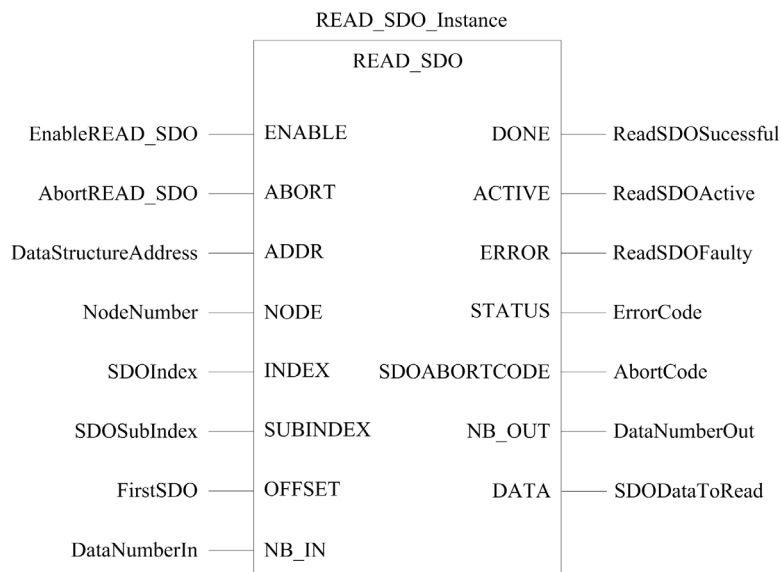 READ_SDO_Instance
READ_SDO
EnableREAD_SDO ENABLE DONE ReadSDOSucessful
AbortREAD_SDO ABORT ACTIVE ReadSDOActive
DataStructureAddress ADDR ERROR ReadSDOFaulty
NodeNumber NODE STATUS ErrorCode
SDOIndex INDEX SDOABORTCODE AbortCode
SDOSubIndex SUBINDEX NB_OUT DataNumberOut
FirstSDO OFFSET DATA SDODataToRead
DataNumberIn NB_IN